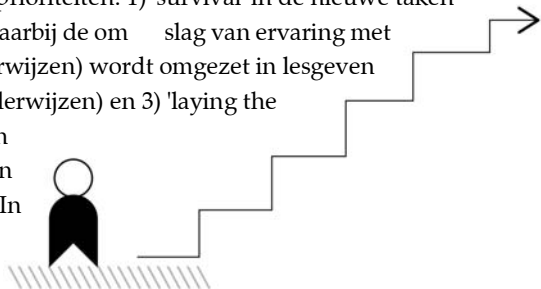 prioriteiten: 1) 'survival' in de nieuwe taken
aarbij de om slag van ervaring met
rwijzen) wordt omgezet in lesgeven
lerwijzen) en 3) 'laying the
n
n
In